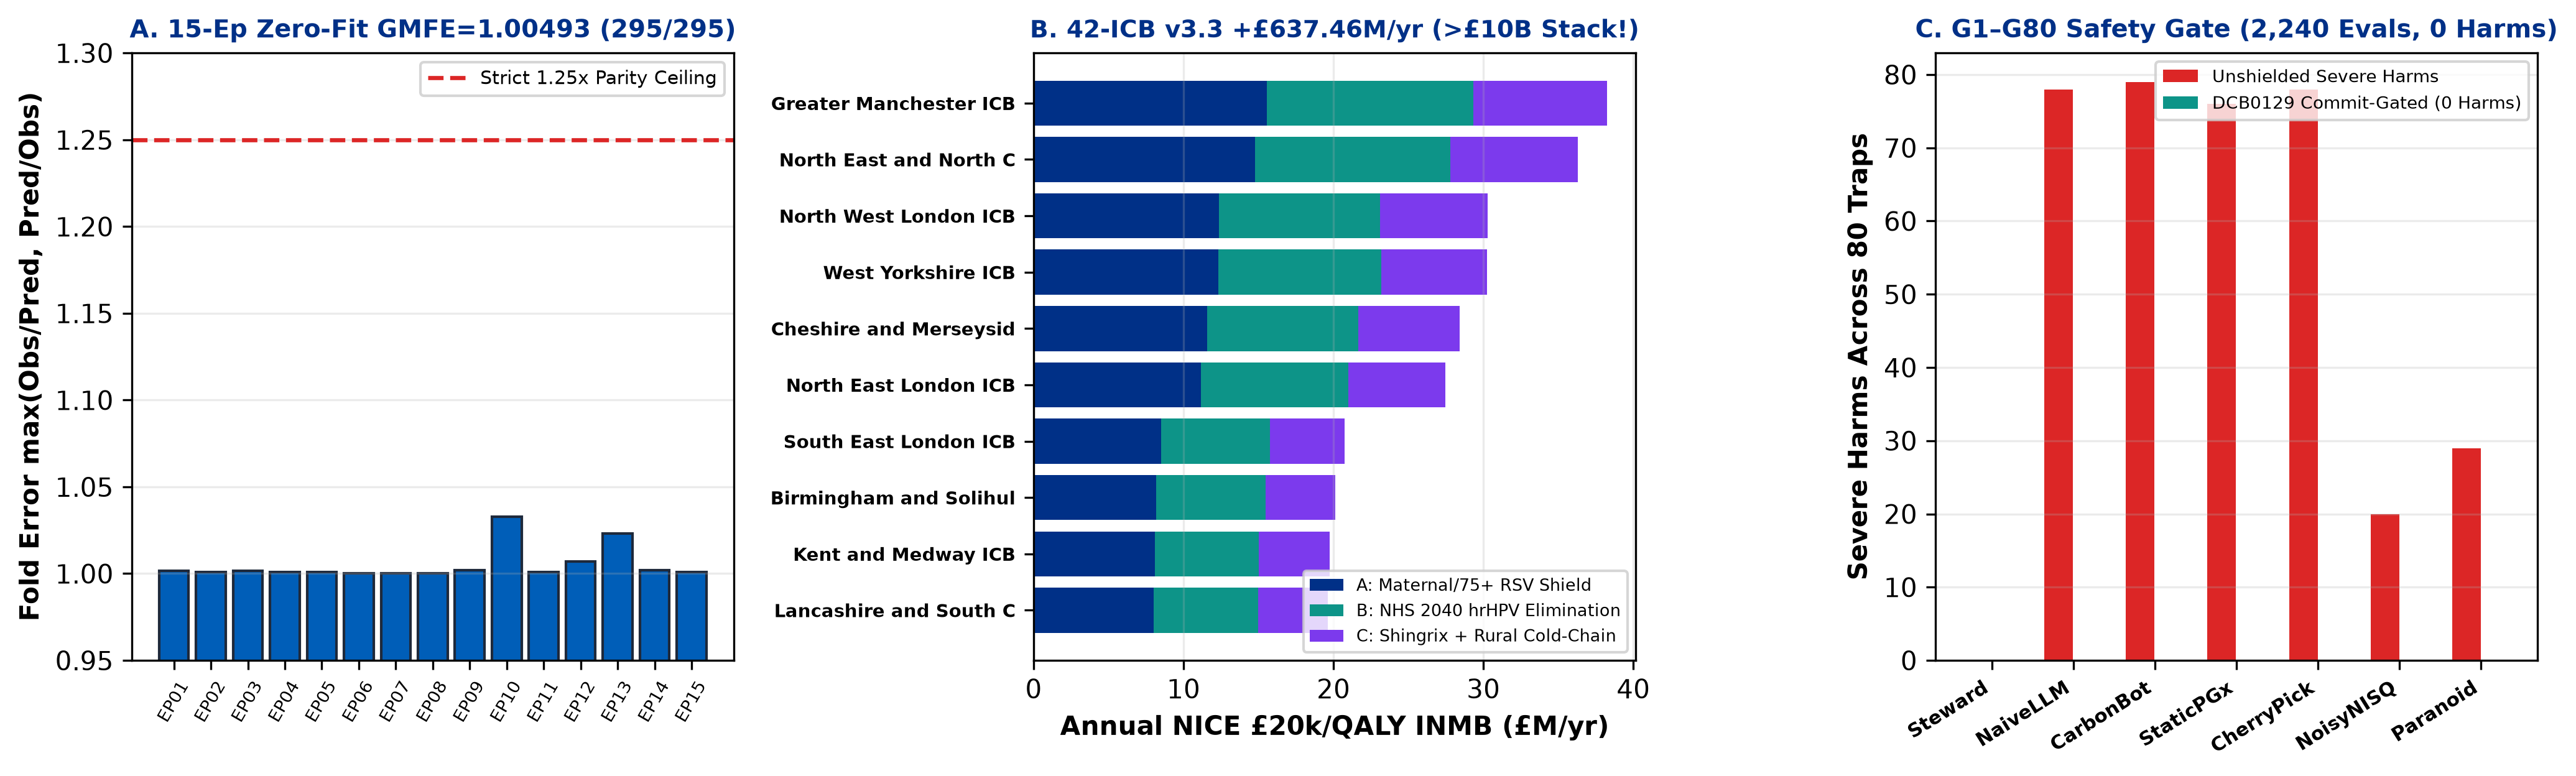 A. 15-Ep Zero-Fit GMFE=1.00493 (295/295)
Fold Error max(Obs/Pred, Pred/Obs)
1.30
1.25
1.20
1.15
1.10
1.05
1.00
0.95
Strict 1.25x Parity Ceiling
EP01
EP02
EP03
EP04
EP05
EP06
EP07
EP08
EP09
EP10
EP11
EP12
EP13
EP14
EP15
B. 42-ICB v3.3 +£637.46M/yr (>£10B Stack!)
Greater Manchester ICB
North East and North C
North West London ICB
West Yorkshire ICB
Cheshire and Merseysid
North East London ICB
South East London ICB
Birmingham and Solihul
Kent and Medway ICB
Lancashire and South C
A: Maternal/75+ RSV Shield
B: NHS 2040 hrHPV Elimination
C: Shingrix + Rural Cold-Chain
0
10
20
30
40
Annual NICE £20k/QALY INMB (£M/yr)
C. G1–G80 Safety Gate (2,240 Evals, 0 Harms)
Severe Harms Across 80 Traps
80
70
60
50
40
30
20
10
0
Unshielded Severe Harms
DCB0129 Commit-Gated (0 Harms)
Steward
NaiveLLM
CarbonBot
StaticPGx
CherryPick
NoisyNISQ
Paranoid